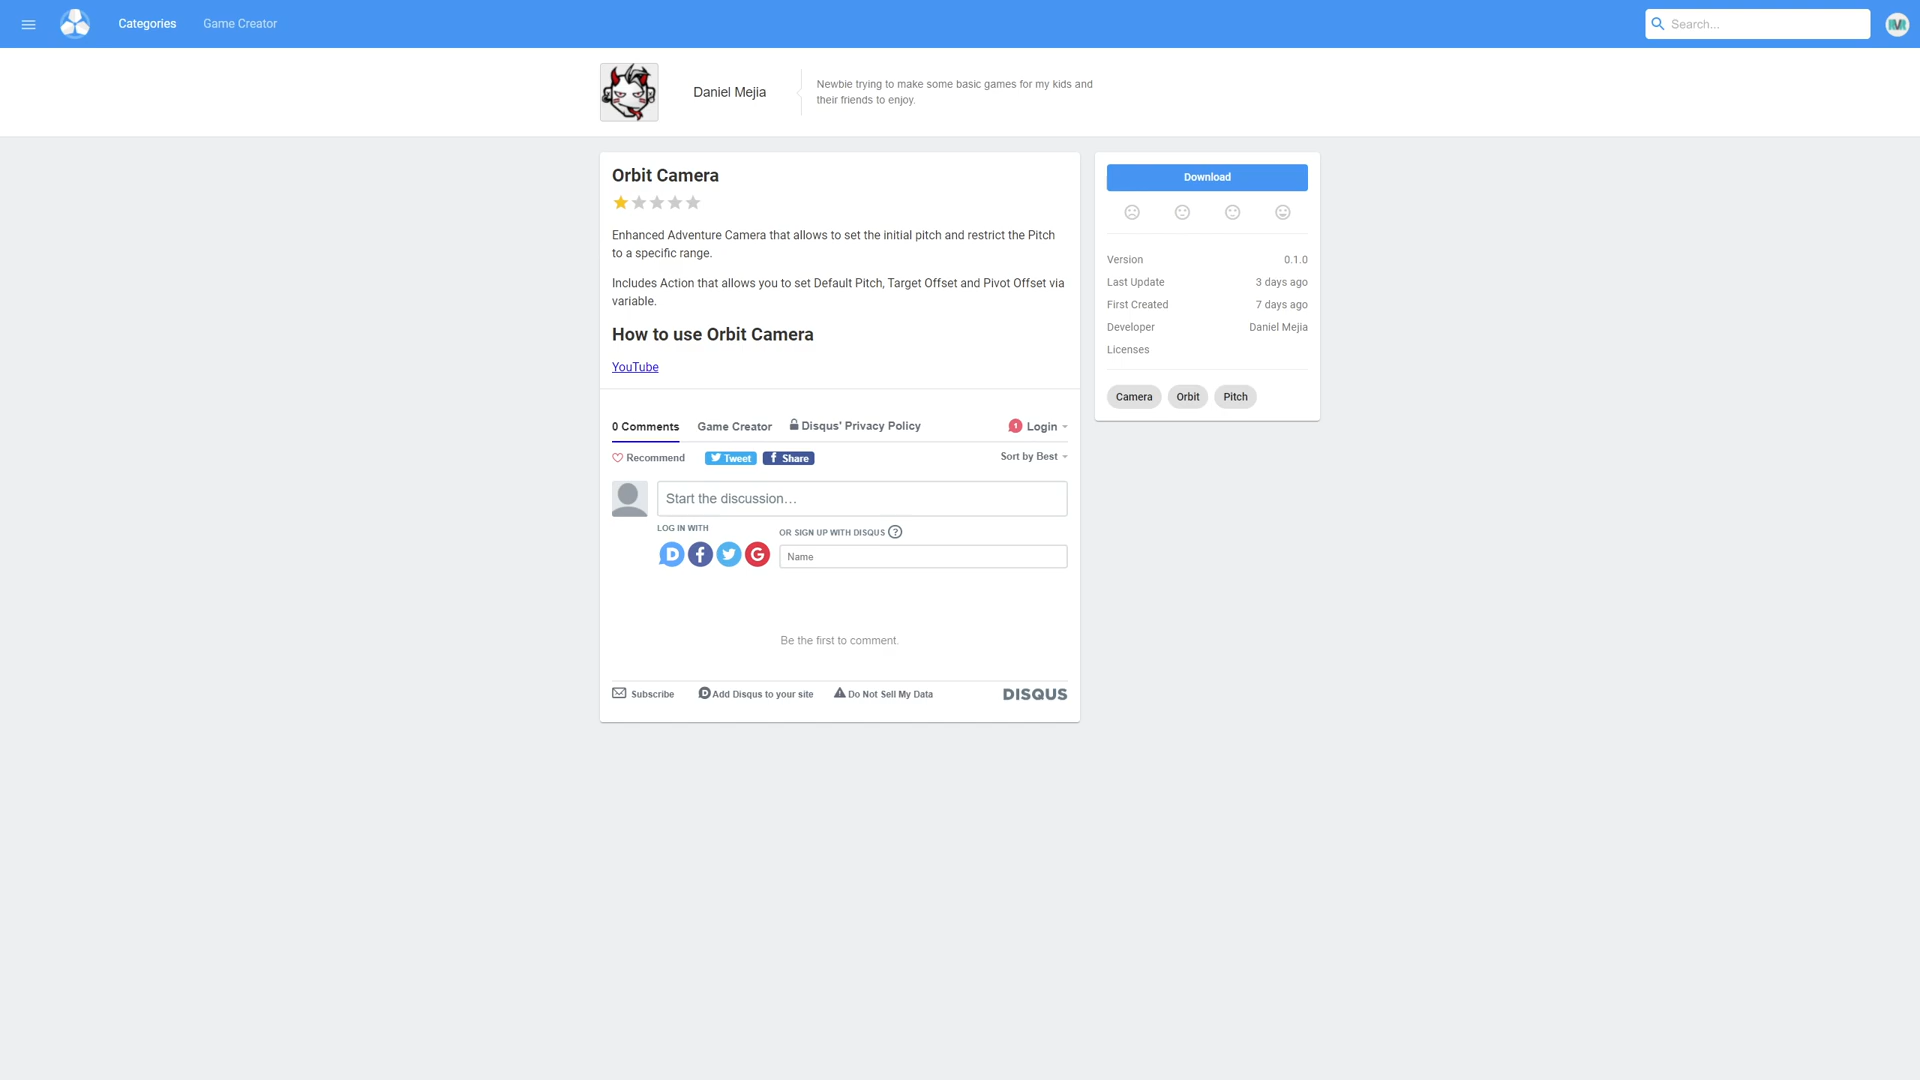 Categories
Game Creator
Search...
Daniel Mejia
Newbie trying to make some basic games for my kids and
their friends to enjoy.
Orbit Camera
Enhanced Adventure Camera that allows to set the initial pitch and restrict the Pitch
to a specific range.
Includes Action that allows you to set Default Pitch, Target Offset and Pivot Offset via
variable.
How to use Orbit Camera
YouTube
0 Comments
Game Creator
Disqus' Privacy Policy
1
Login
Recommend
Tweet
f Share
Sort by Best
Start the discussion…
LOG IN WITH
OR SIGN UP WITH DISQUS ?
D
f
G
Name
Be the first to comment.
Subscribe
D Add Disqus to your site
Do Not Sell My Data
DISQUS
Download
Version 0.1.0
Last Update 3 days ago
First Created 7 days ago
Developer Daniel Mejia
Licenses
Camera
Orbit
Pitch